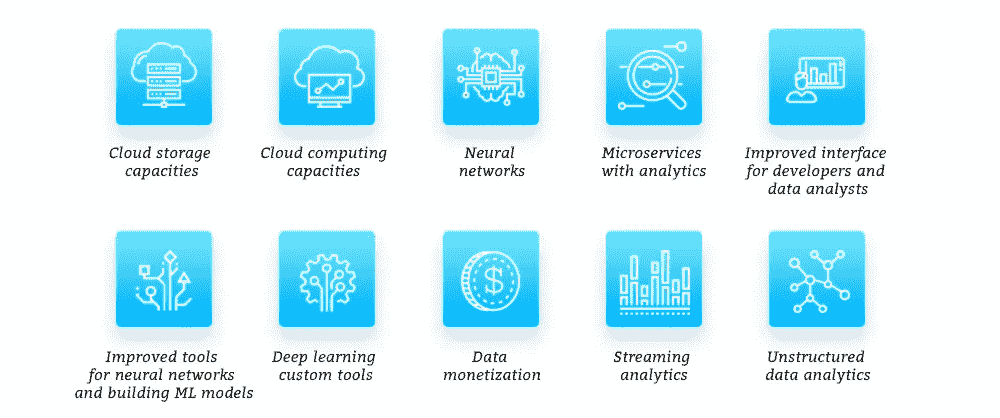 Cloud storage
capacities
Cloud computing
capacities
Neural
networks
Microservices
with analytics
Improved interface
for developers and
data analysts
Improved tools
for neural networks
and building ML models
Deep learning
custom tools
$
Data
monetization
Streaming
analytics
Unstructured
data analytics